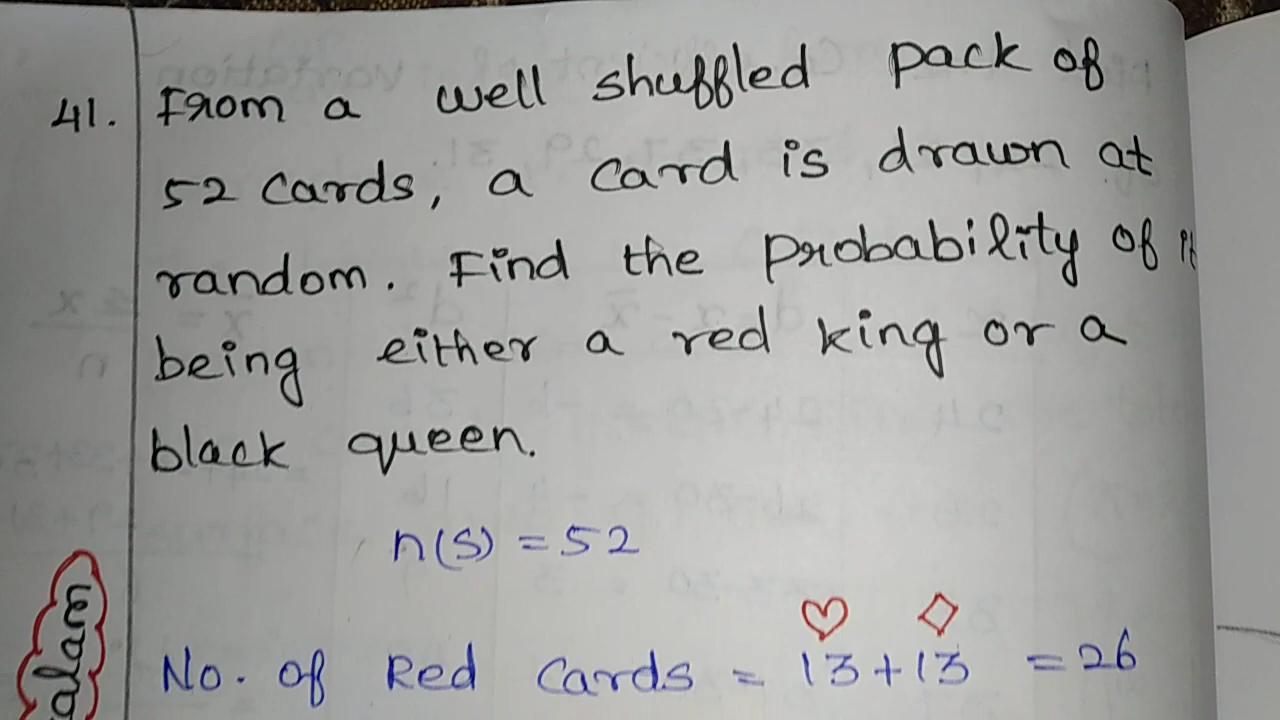 41. From a well shuffled pack of
52 cards, a card is drawn at
random. Find the probability of it
being either a red king or a
black queen.
n(S) = 52
♡ ◇
No. of Red Cards = 13+13 = 26
alam